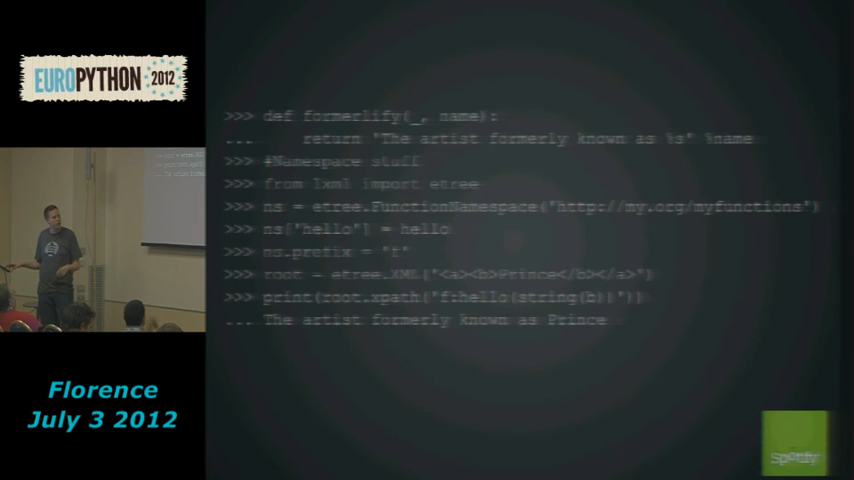 EUROPYTHON 2012
>>> def formerlify(_, name):
... return "The artist formerly known as %s" %name
>>> #Namespace stuff
>>> from lxml import etree
>>> ns = etree.FunctionNamespace("http://my.org/myfunctions")
>>> ns["hello"] = hello
>>> ns.prefix = "f"
>>> root = etree.XML("<a><b>Prince</b></a>")
>>> print(root.xpath("f:hello(string(b))"))
... The artist formerly known as Prince
Florence
July 3 2012
Spotify